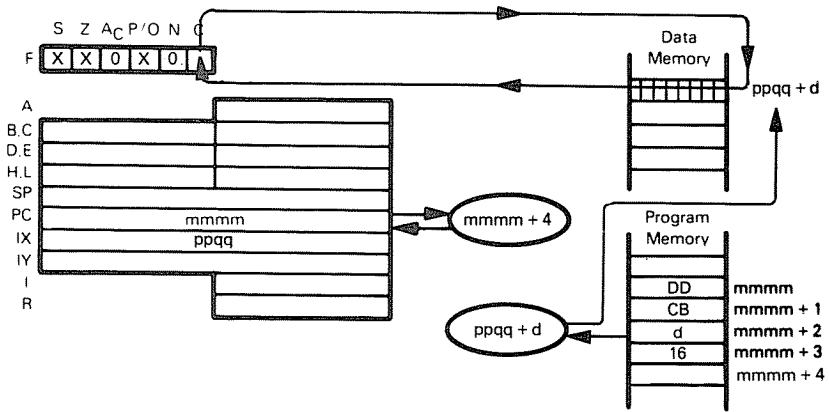 S Z AC P/O N C
F X X 0 X 0.
Data
Memory
ppqq + d
A
B.C
D.E
H.L
SP
PC mmmm
mmmm + 4
IX ppqq
IY
I
R
Program
Memory
DD mmmm
CB mmmm + 1
d mmmm + 2
16 mmmm + 3
mmmm + 4
ppqq + d